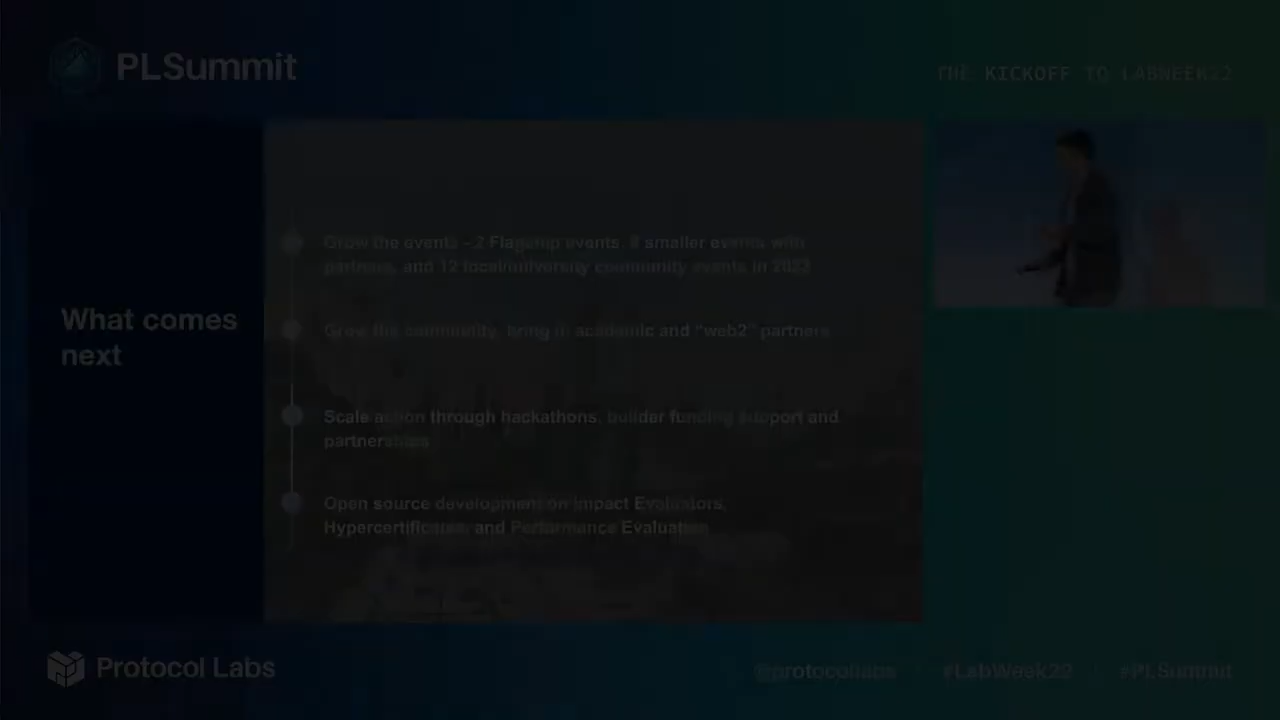 PLSummit
THE KICKOFF TO LABWEEK22
What comes
next
Grow the events - 2 Flagship events, smaller events with
partners, and 12 local/university community events in 2023
Grow the community, bring in academic and "web2" partners
Scale action through hackathons, builder funding support and
partnerships
Open source development on Impact Evaluators,
Hypercertificates, and Performance Evaluation
Protocol Labs
@protocollabs
#LabWeek22
#PLSummit